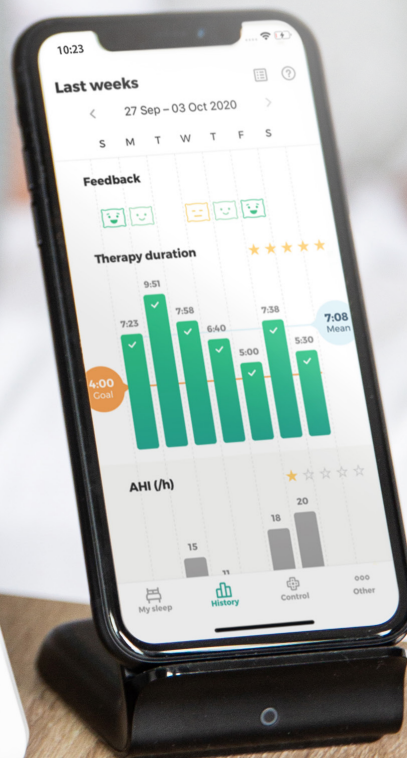 10:23
Last weeks
27 Sep – 03 Oct 2020
S M T W T F S
Feedback
Therapy duration
9:51
7:23
7:58
6:40
7:38
5:00
5:30
7:08
Mean
4:00
Goal
AHI (/h)
15
11
18
20
My sleep
History
Control
Other